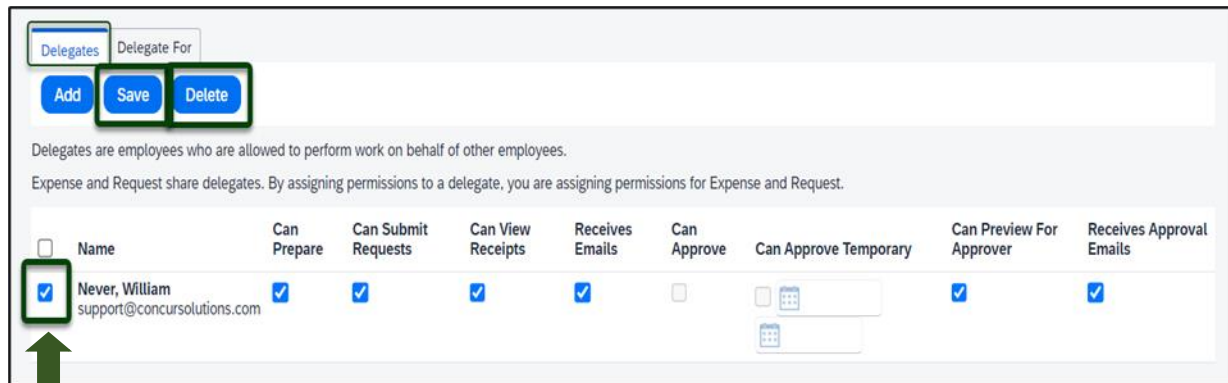 Delegates Delegate For
Add Save Delete
Delegates are employees who are allowed to perform work on behalf of other employees.
Expense and Request share delegates. By assigning permissions to a delegate, you are assigning permissions for Expense and Request.
Name Can Prepare Can Submit Requests Can View Receipts Receives Emails Can Approve Can Approve Temporary Can Preview For Approver Receives Approval Emails
Never, William
support@concursolutions.com